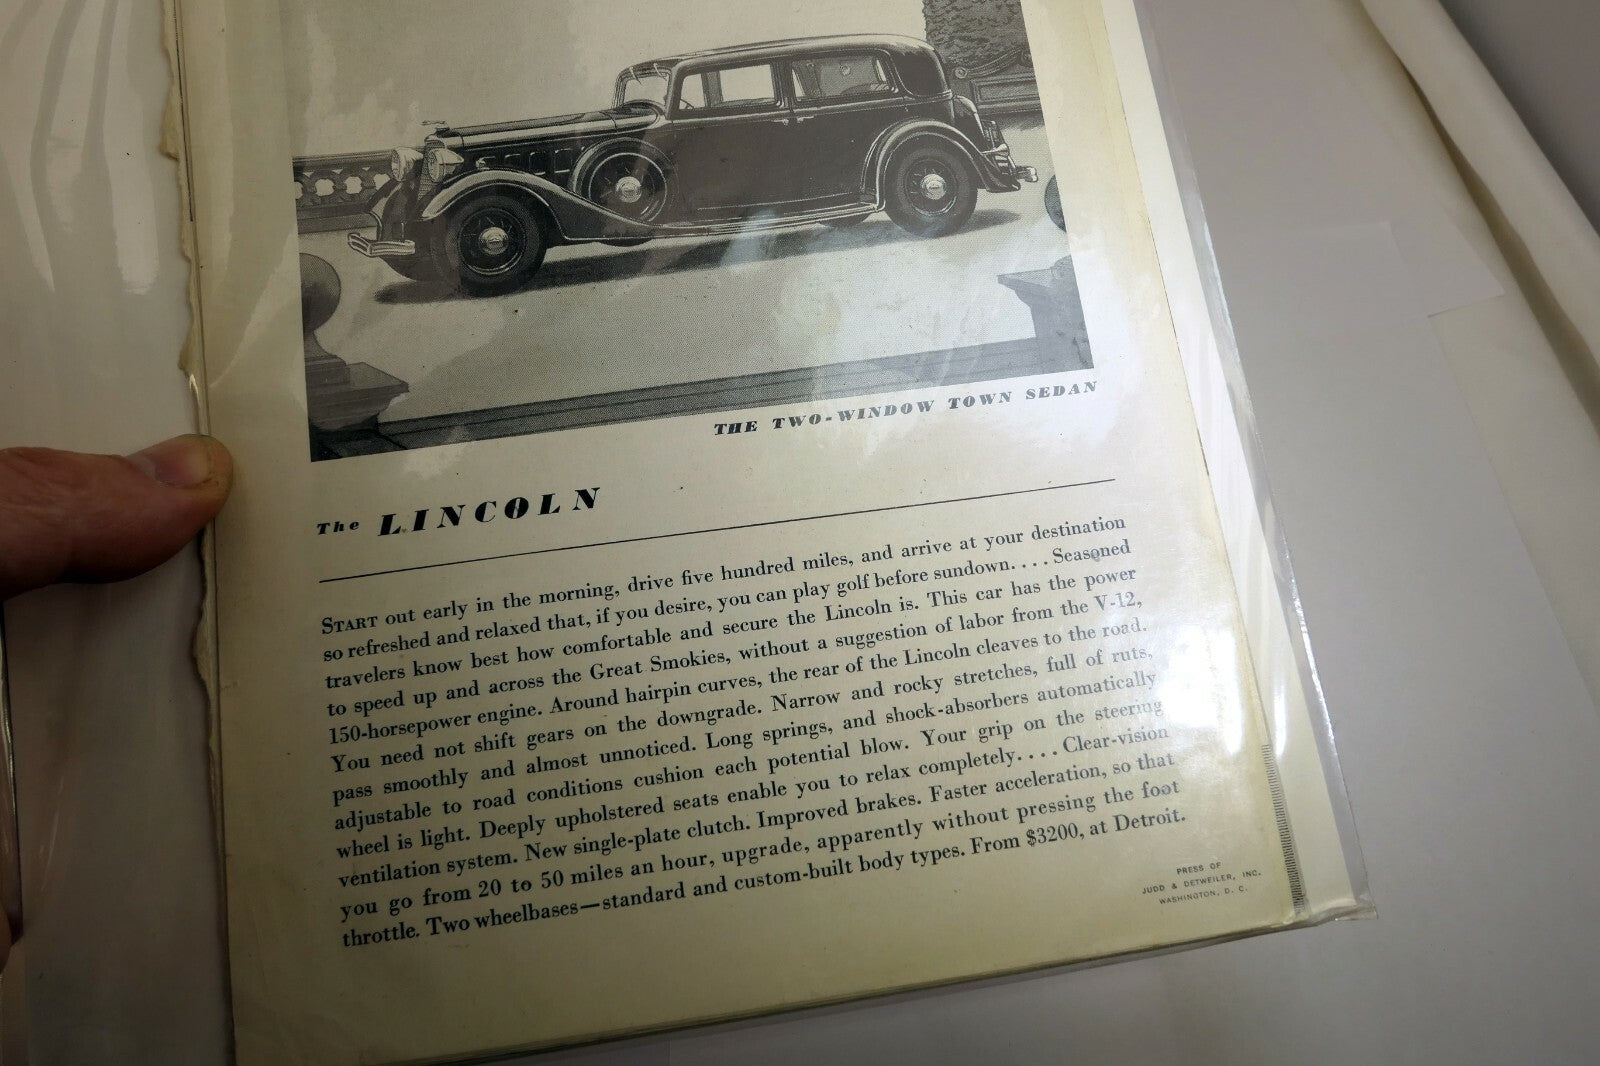 THE TWO-WINDOW TOWN SEDAN
The LINCOLN
START out early in the morning, drive five hundred miles, and arrive at your destination
so refreshed and relaxed that, if you desire, you can play golf before sundown.... Seasoned
travelers know best how comfortable and secure the Lincoln is. This car has the power
to speed up and across the Great Smokies, without a suggestion of labor from the V-12,
150-horsepower engine. Around hairpin curves, the rear of the Lincoln cleaves to the road.
You need not shift gears on the downgrade. Narrow and rocky stretches, full of ruts,
pass smoothly and almost unnoticed. Long springs, and shock-absorbers automatically
adjustable to road conditions cushion each potential blow. Your grip on the steering
wheel is light. Deeply upholstered seats enable you to relax completely.... Clear-vision
ventilation system. New single-plate clutch. Improved brakes. Faster acceleration, so that
you go from 20 to 50 miles an hour, upgrade, apparently without pressing the foot
throttle. Two wheelbases—standard and custom-built body types. From $3200, at Detroit.
PRESS OF
JUDD & DETWEILER, INC.
WASHINGTON, D. C.